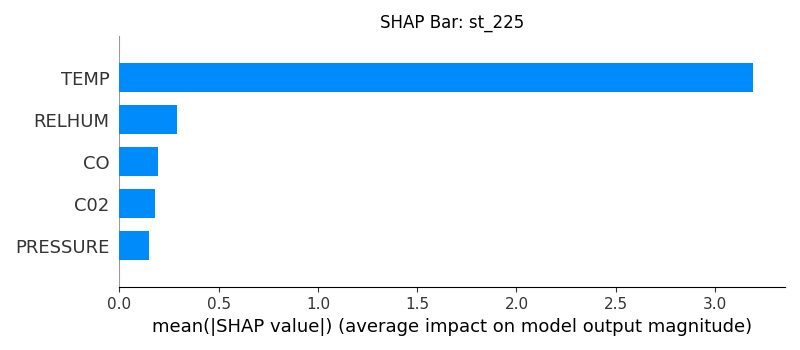 SHAP Bar: st_225
TEMP
RELHUM
CO
C02
PRESSURE
0.0 0.5 1.0 1.5 2.0 2.5 3.0
mean(|SHAP value|) (average impact on model output magnitude)